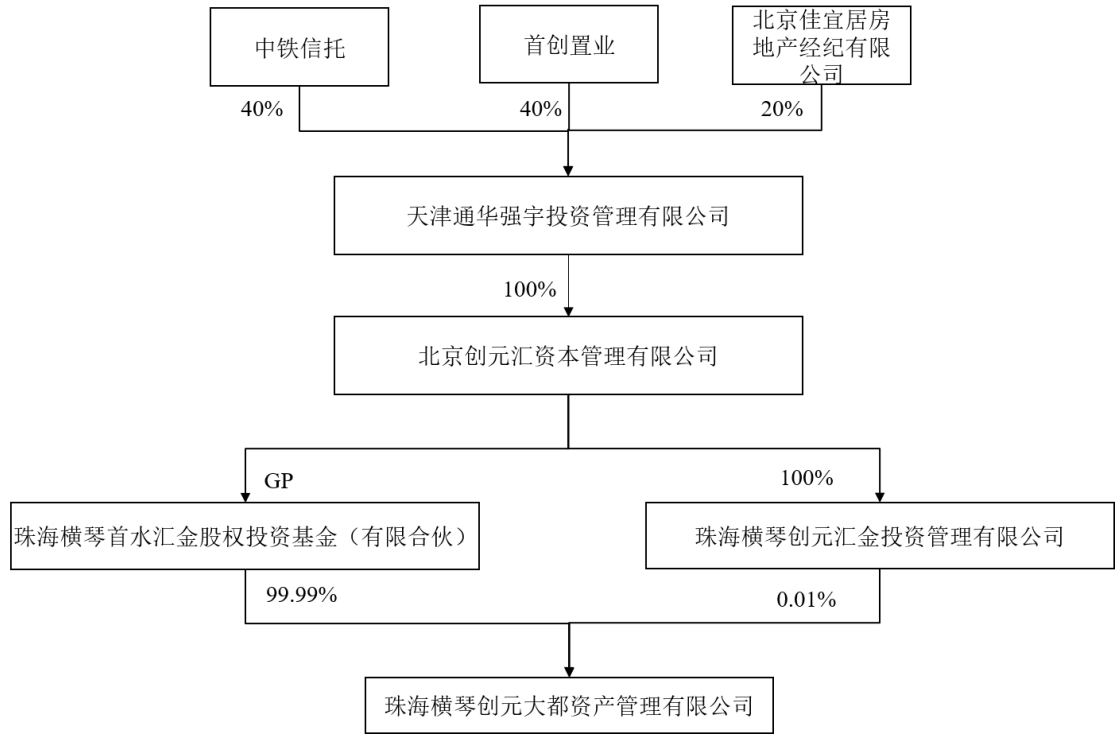 中铁信托
首创置业
北京佳宜居房
地产经纪有限
公司
40%
40%
20%
天津通华强宇投资管理有限公司
100%
北京创元汇资本管理有限公司
GP
100%
珠海横琴首水汇金股权投资基金（有限合伙）
珠海横琴创元汇金投资管理有限公司
99.99%
0.01%
珠海横琴创元大都资产管理有限公司